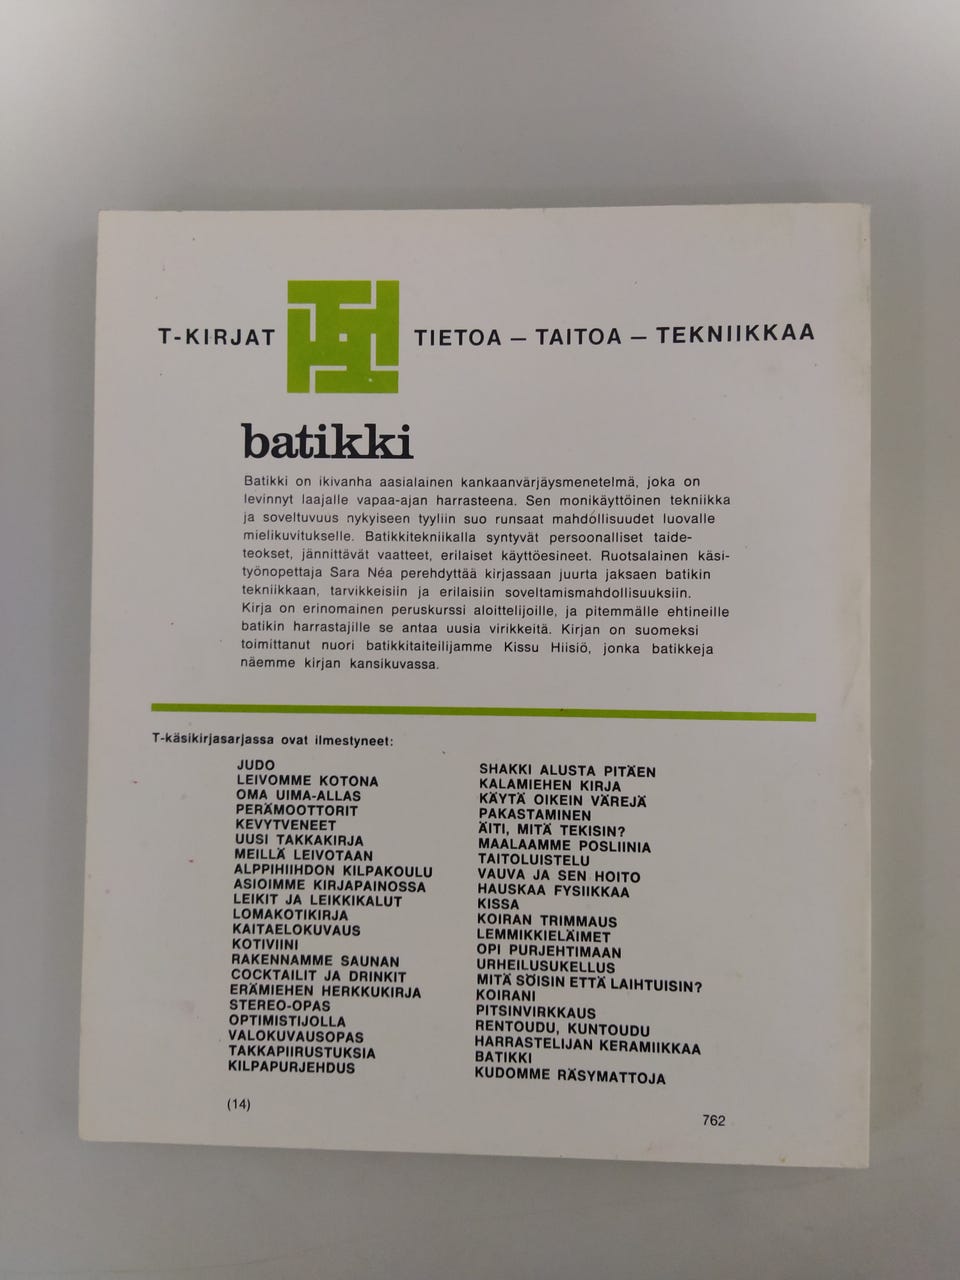 T-KIRJAT TIETOA – TAITOA – TEKNIIKKAA
batikki
Batikki on ikivanha aasialainen kankaanvärjäysmenetelmä, joka on
levinnyt laajalle vapaa-ajan harrasteena. Sen monikäyttöinen tekniikka
ja soveltuvuus nykyiseen tyyliin suo runsaat mahdollisuudet luovalle
mielikuvitukselle. Batikkitekniikalla syntyvät persoonalliset taide-
teokset, jännittävät vaatteet, erilaiset käyttöesineet. Ruotsalainen käsi-
työnopettaja Sara Néa perehdyttää kirjassaan juurta jaksaen batikin
tekniikkaan, tarvikkeisiin ja erilaisiin soveltamismahdollisuuksiin.
Kirja on erinomainen peruskurssi aloittelijoille, ja pitemmälle ehtineille
batikin harrastajille se antaa uusia virikkeitä. Kirjan on suomeksi
toimittanut nuori batikkitaiteilijamme Kissu Hiisiö, jonka batikkeja
näemme kirjan kansikuvassa.
T-käsikirjasarjassa ovat ilmestyneet:
JUDO
LEIVOMME KOTONA
OMA UIMA-ALLAS
PERÄMOOTTORIT
KEVYTVENEET
UUSI TAKKAKIRJA
MEILLÄ LEIVOTAAN
ALPPIHIIHDON KILPAKOULU
ASIOIMME KIRJAPAINOSSA
LEIKIT JA LEIKKIKALUT
LOMAKOTIKIRJA
KAITAELOKUVAUS
KOTIVIINI
RAKENNAMME SAUNAN
COCKTAILIT JA DRINKIT
ERÄMIEHEN HERKKUKIRJA
STEREO-OPAS
OPTIMISTIJOLLA
VALOKUVAUSOPAS
TAKKAPIIRUSTUKSIA
KILPAPURJEHDUS
SHAKKI ALUSTA PITÄEN
KALAMIEHEN KIRJA
KÄYTÄ OIKEIN VÄREJÄ
PAKASTAMINEN
ÄITI, MITÄ TEKISIN?
MAALAAMME POSLIINIA
TAITOLUISTELU
VAUVA JA SEN HOITO
HAUSKAA FYSIIKKAA
KISSA
KOIRAN TRIMMAUS
LEMMIKKIELÄIMET
OPI PURJEHTIMAAN
URHEILUSUKELLUS
MITÄ SÖISIN ETTÄ LAIHTUISIN?
KOIRANI
PITSINVIRKKAUS
RENTOUDU, KUNTOUDU
HARRASTELIJAN KERAMIIKKAA
BATIKKI
KUDOMME RÄSYMATTOJA
(14)
762